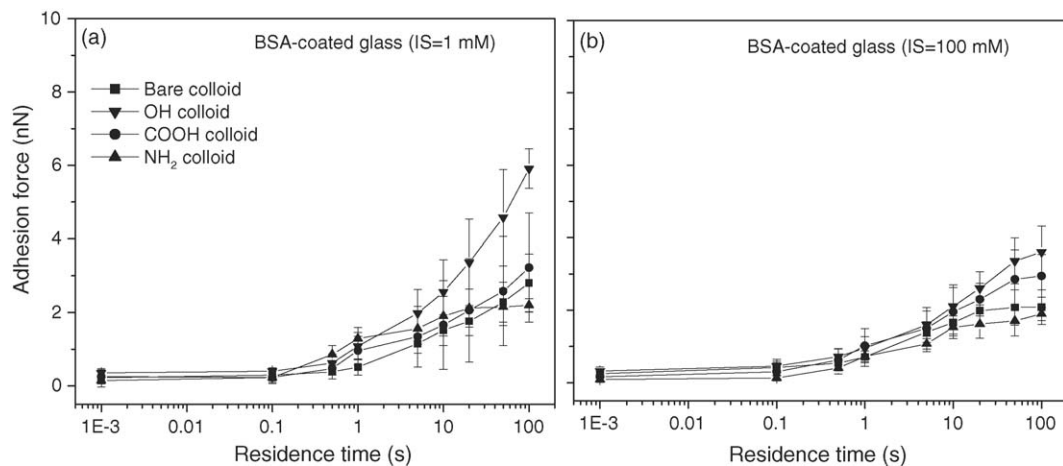 (a)
BSA-coated glass (IS=1 mM)
Bare colloid
OH colloid
COOH colloid
NH₂ colloid
Adhesion force (nN)
10
8
6
4
2
0
1E-3 0.01 0.1 1 10 100
Residence time (s)
(b)
BSA-coated glass (IS=100 mM)
1E-3 0.01 0.1 1 10 100
Residence time (s)